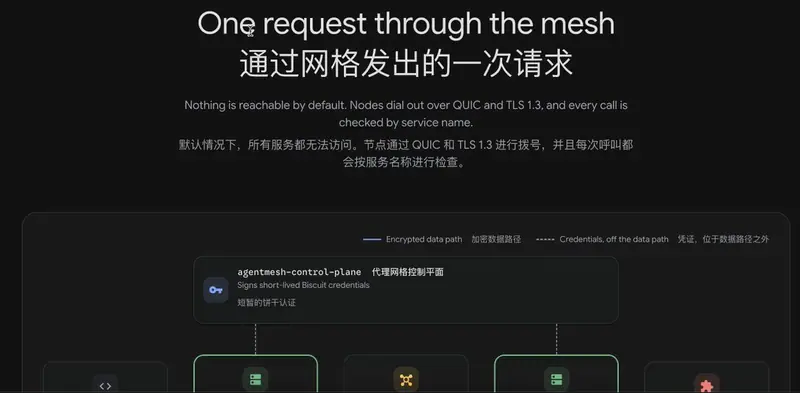 One request through the mesh
通过网格发出的一次请求
Nothing is reachable by default. Nodes dial out over QUIC and TLS 1.3, and every call is
checked by service name.
默认情况下，所有服务都无法访问。节点通过 QUIC 和 TLS 1.3 进行拨号，并且每次呼叫都
会按服务名称进行检查。
Encrypted data path 加密数据路径 Credentials, off the data path 凭证，位于数据路径之外
agentmesh-control-plane 代理网格控制平面
Signs short-lived Biscuit credentials
短暂的饼干认证